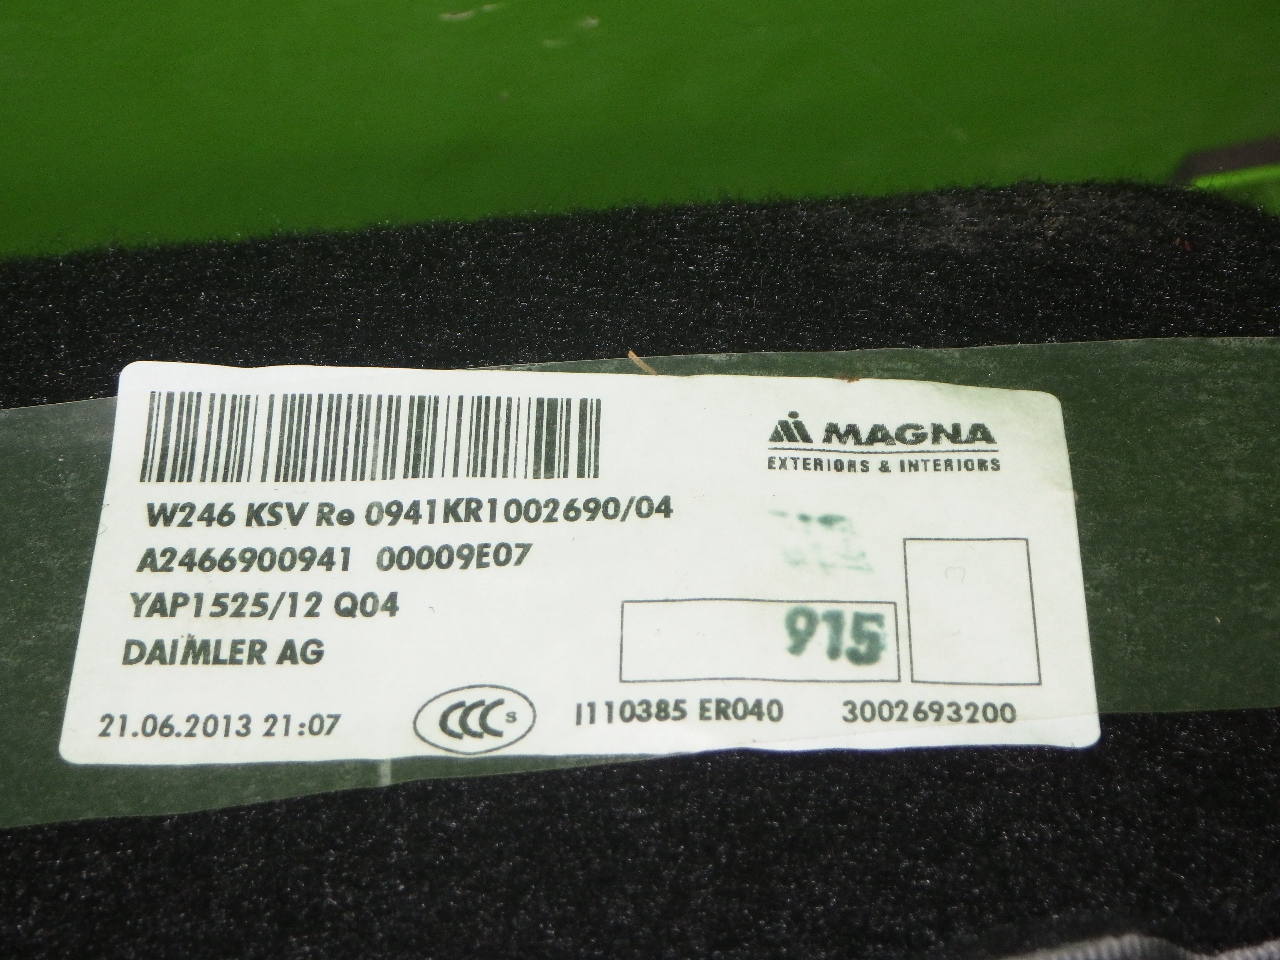 MAGNA
EXTERIORS & INTERIORS
W246 KSV Re 0941KR1002690/04
A2466900941 00009E07
YAP1525/12 Q04
915
DAIMLER AG
21.06.2013 21:07
CCC S
I110385 ER040
3002693200